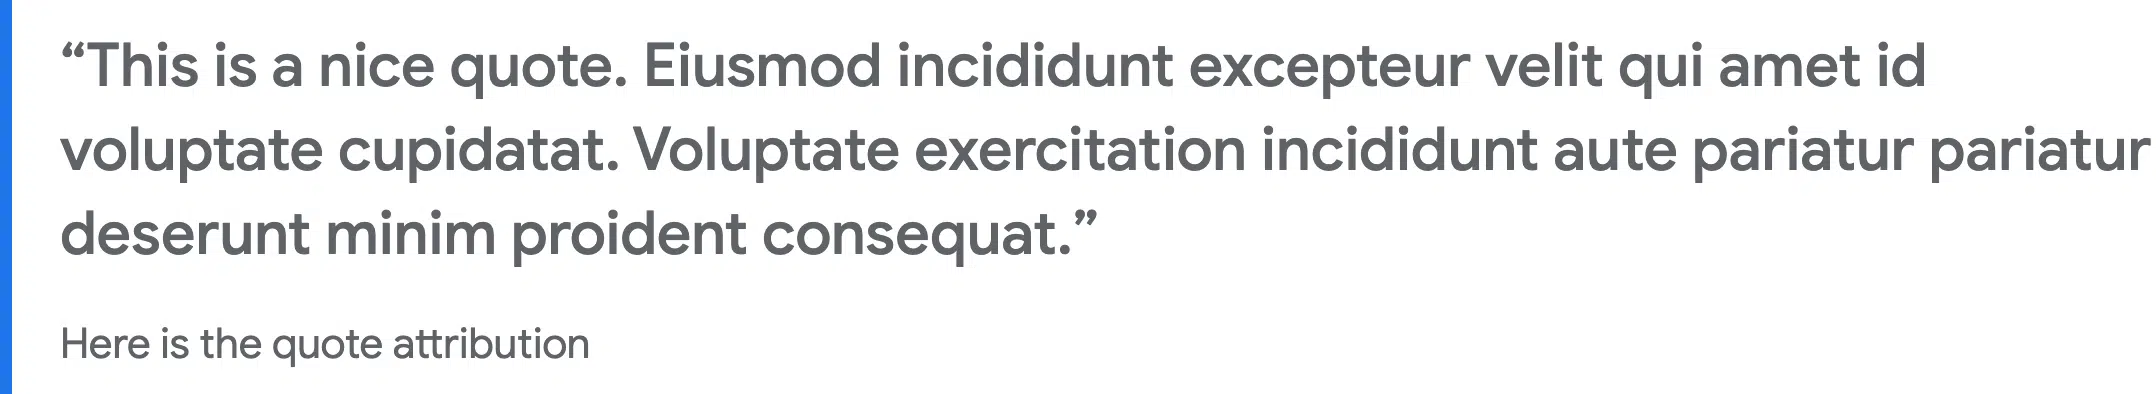 “This is a nice quote. Eiusmod incididunt excepteur velit qui amet id
voluptate cupidatat. Voluptate exercitation incididunt aute pariatur pariatur
deserunt minim proident consequat.”
Here is the quote attribution